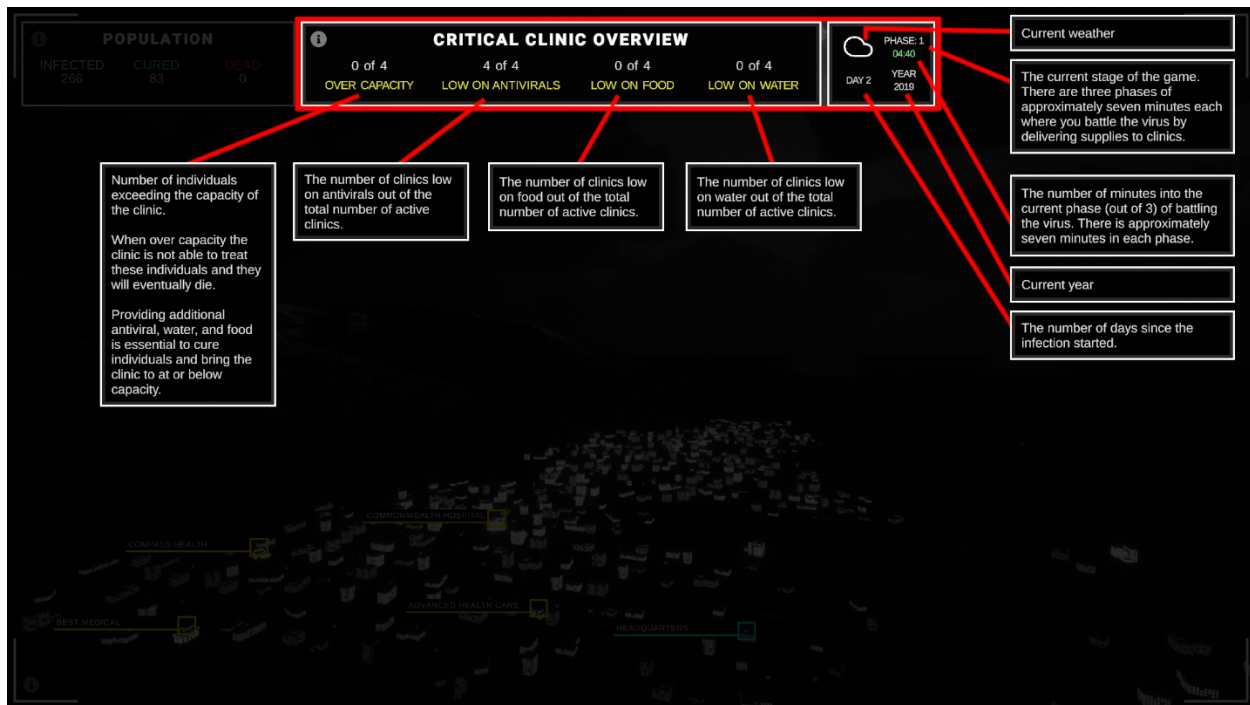 POPULATION
INFECTED CURED DEAD
266 83 0
CRITICAL CLINIC OVERVIEW
0 of 4 4 of 4 0 of 4 0 of 4
OVER CAPACITY LOW ON ANTIVIRALS LOW ON FOOD LOW ON WATER
PHASE: 1
04:40
DAY 2
YEAR
2019
Current weather
The current stage of the game.
There are three phases of
approximately seven minutes each
where you battle the virus by
delivering supplies to clinics.
Number of individuals
exceeding the capacity of
the clinic.
When over capacity the
clinic is not able to treat
these individuals and they
will eventually die.
Providing additional
antiviral, water, and food
is essential to cure
individuals and bring the
clinic to at or below
capacity.
The number of clinics low
on antivirals out of the
total number of active
clinics.
The number of clinics low
on food out of the total
number of active clinics.
The number of clinics low
on water out of the total
number of active clinics.
The number of minutes into the
current phase (out of 3) of battling
the virus. There is approximately
seven minutes in each phase.
Current year
The number of days since the
infection started.
COMMONWEALTH HOSPITAL
COMPASS HEALTH
ADVANCED HEALTH CARE
BEST MEDICAL
HEADQUARTERS